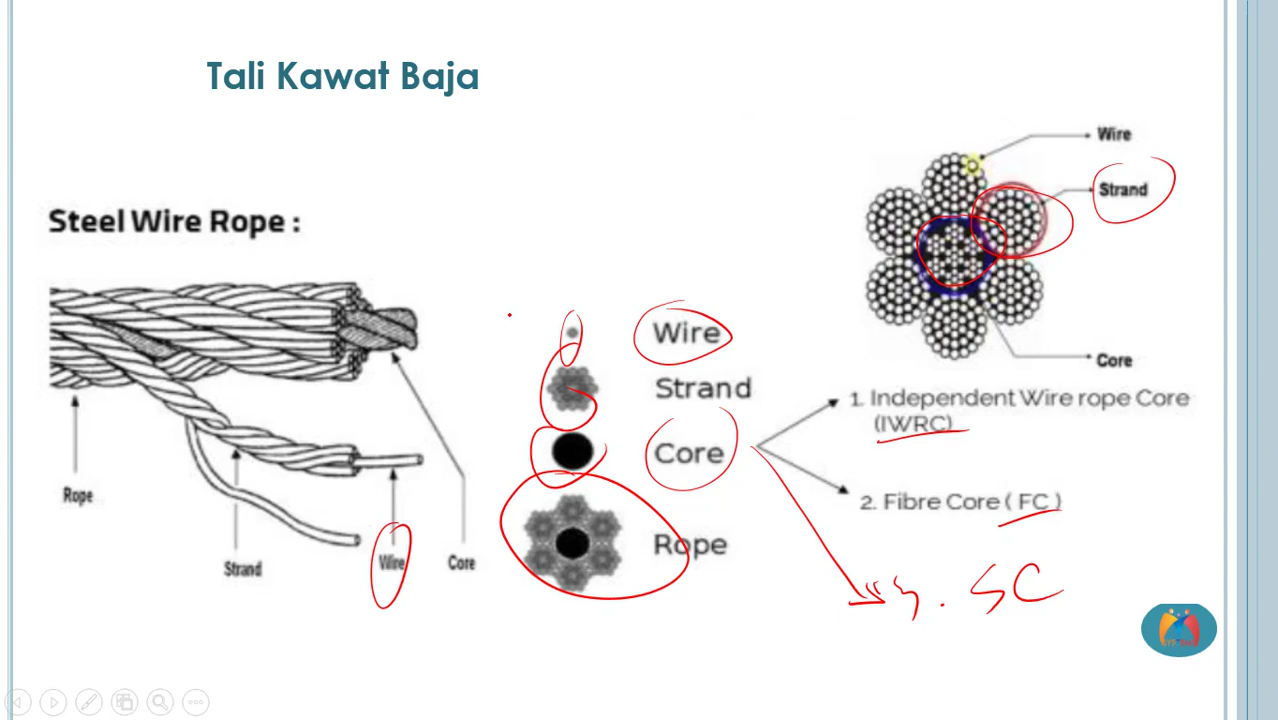 Tali Kawat Baja
Steel Wire Rope :
Rope
Strand
Wire
Core
Wire
Strand
Core
Rope
Wire
Strand
Core
1. Independent Wire rope Core
(IWRC)
2. Fibre Core ( FC )
3. SC